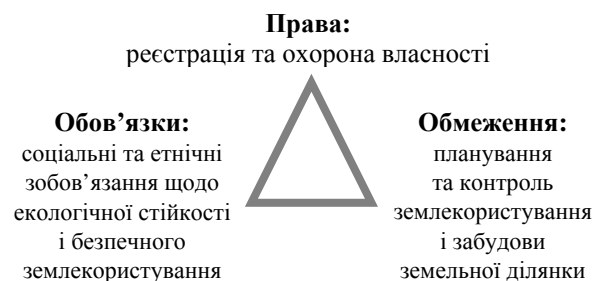 Права:
реєстрація та охорона власності
Обов’язки:
соціальні та етнічні
зобов’язання щодо
екологічної стійкості
і безпечного
землекористування
Обмеження:
планування
та контроль
землекористування
і забудови
земельної ділянки